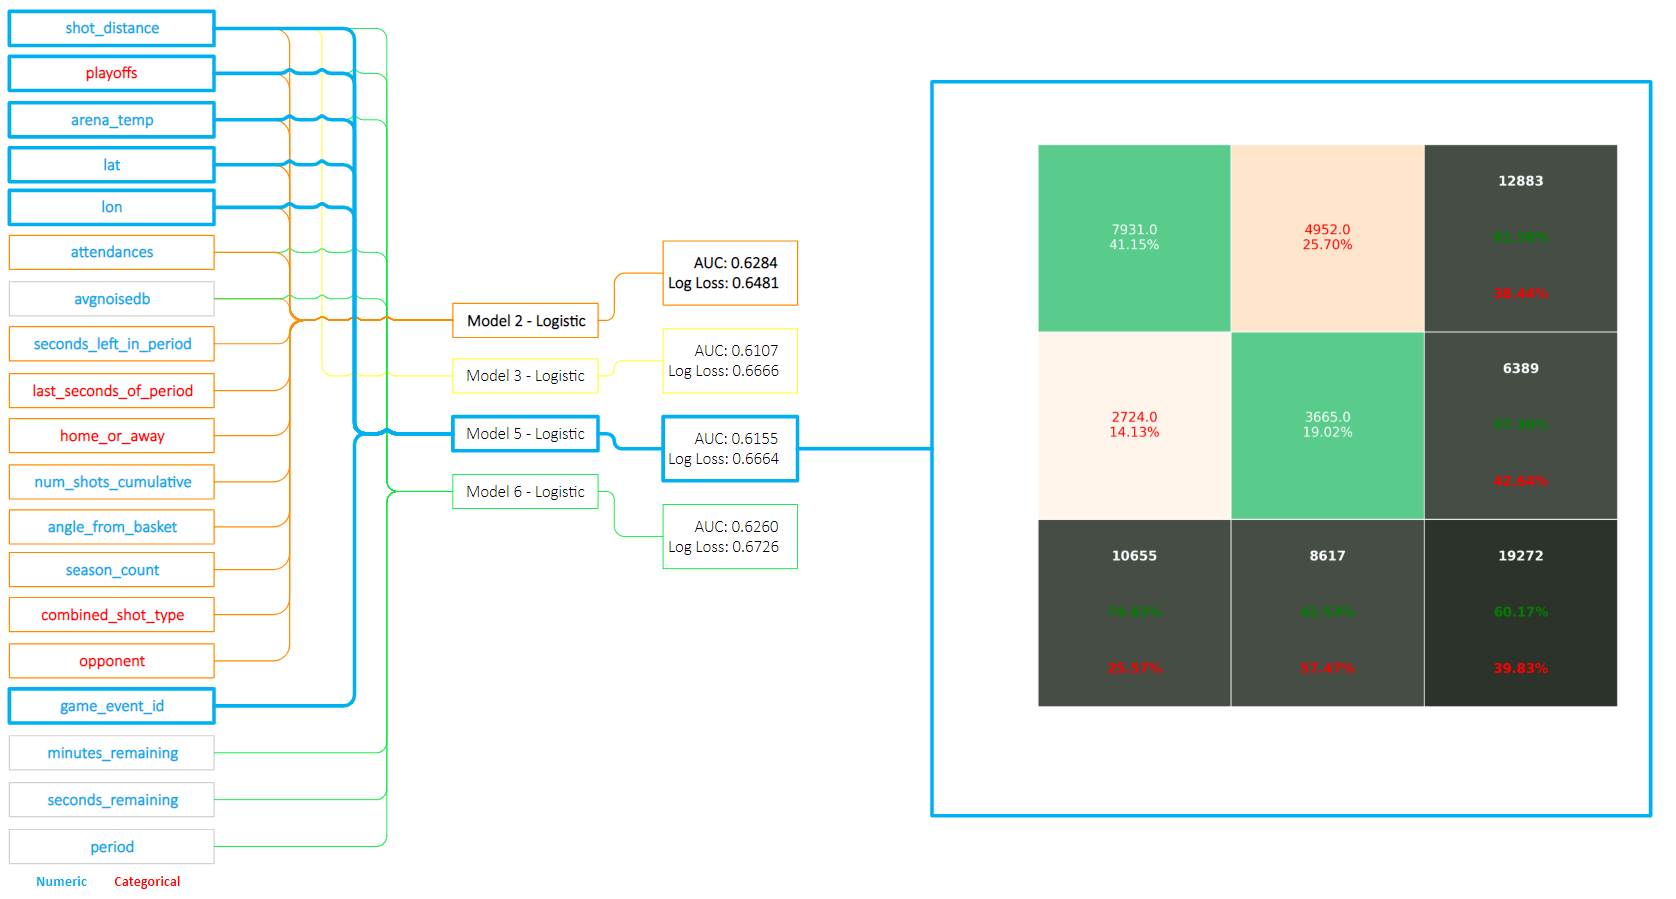 shot_distance
playoffs
arena_temp
lat
lon
attendances
avgnoisedb
seconds_left_in_period
last_seconds_of_period
home_or_away
num_shots_cumulative
angle_from_basket
season_count
combined_shot_type
opponent
game_event_id
minutes_remaining
seconds_remaining
period
Numeric Categorical
Model 2 - Logistic
Model 3 - Logistic
Model 5 - Logistic
Model 6 - Logistic
AUC: 0.6284
Log Loss: 0.6481
AUC: 0.6107
Log Loss: 0.6666
AUC: 0.6155
Log Loss: 0.6664
AUC: 0.6260
Log Loss: 0.6726
7931.0
41.15%
4952.0
25.70%
12883
61.56%
38.44%
2724.0
14.13%
3665.0
19.02%
6389
57.36%
42.64%
10655
74.43%
25.57%
8617
42.53%
57.47%
19272
60.17%
39.83%